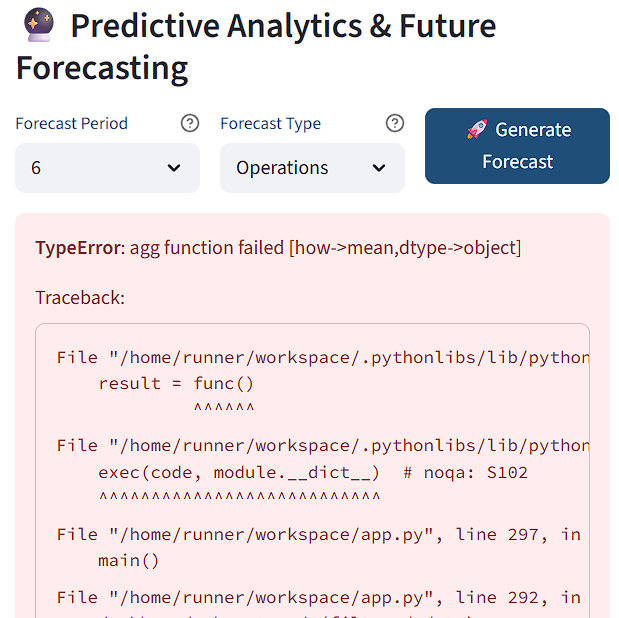 Predictive Analytics & Future
Forecasting
Forecast Period
Forecast Type
6
Operations
Generate
Forecast
TypeError: agg function failed [how->mean,dtype->object]
Traceback:
File "/home/runner/workspace/.pythonlibs/lib/python
result = func()
^^^^^^
File "/home/runner/workspace/.pythonlibs/lib/python
exec(code, module.__dict__)  # noqa: S102
^^^^^^^^^^^^^^^^^^^^^^^^^^^
File "/home/runner/workspace/app.py", line 297, in
main()
File "/home/runner/workspace/app.py", line 292, in